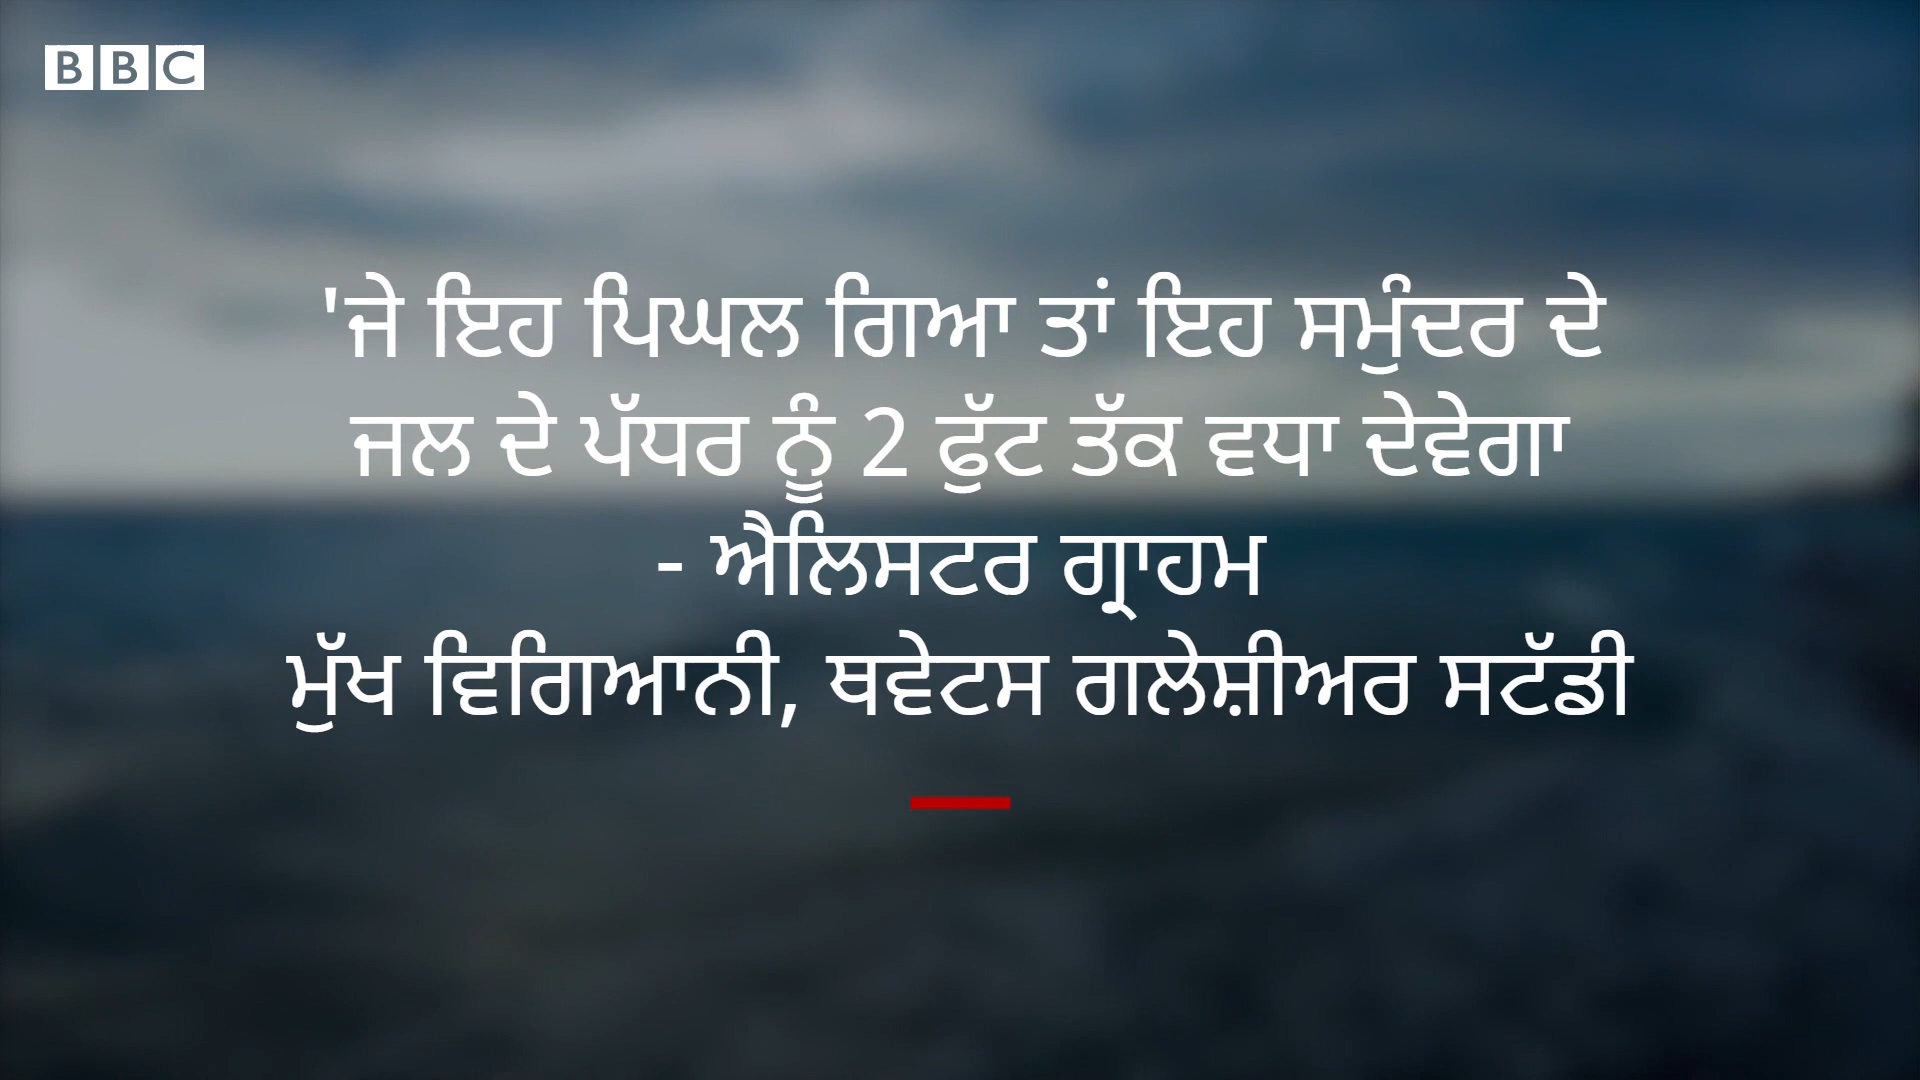 BBC
'ਜੇ ਇਹ ਪਿਘਲ ਗਿਆ ਤਾਂ ਇਹ ਸਮੁੰਦਰ ਦੇ
ਜਲ ਦੇ ਪੱਧਰ ਨੂੰ 2 ਫੁੱਟ ਤੱਕ ਵਧਾ ਦੇਵੇਗਾ
- ਐਲਿਸਟਰ ਗ੍ਰਾਹਮ
ਮੁੱਖ ਵਿਗਿਆਨੀ, ਥਵੇਟਸ ਗਲੇਸ਼ੀਅਰ ਸਟੱਡੀ